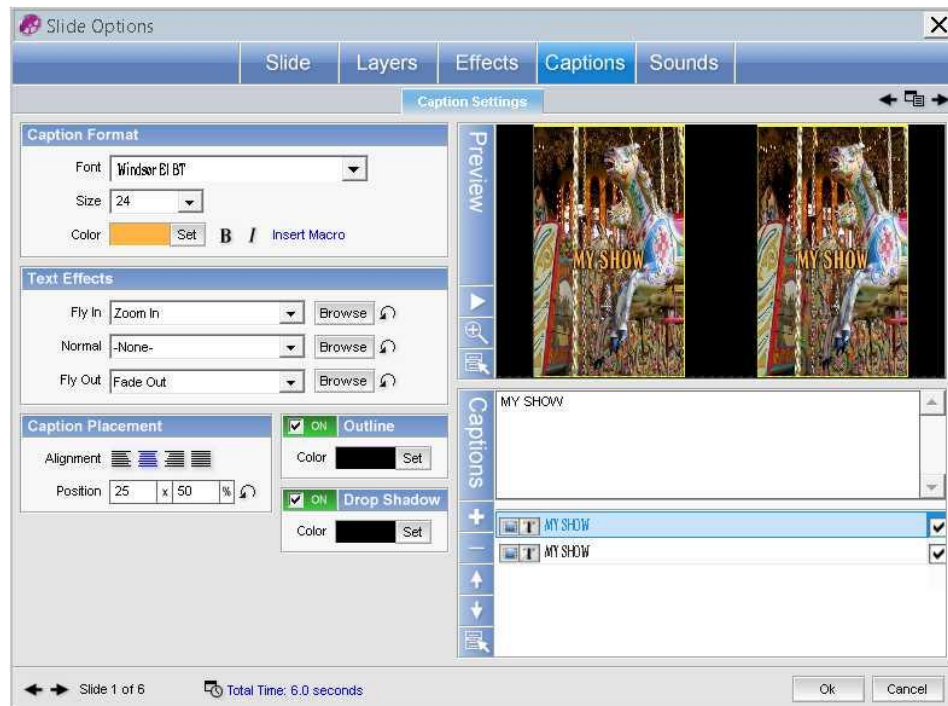 Slide Options
Slide Layers Effects Captions Sounds
Caption Settings
Caption Format
Font Windsor El BT
Size 24
Color Set B I Insert Macro
Text Effects
Fly In Zoom In Browse
Normal -None- Browse
Fly Out Fade Out Browse
Caption Placement
Alignment
Position 25 x 50 %
ON Outline
Color Set
ON Drop Shadow
Color Set
Preview
MY SHOW MY SHOW
Captions
MY SHOW
T MY SHOW
T MY SHOW
Slide 1 of 6 Total Time: 6.0 seconds Ok Cancel